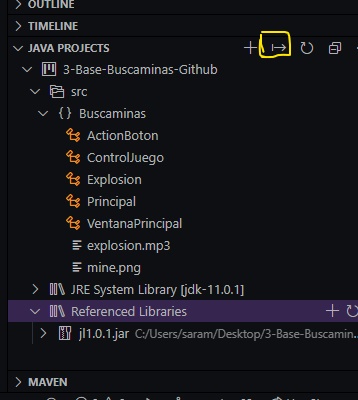 OUTLINE
TIMELINE
JAVA PROJECTS
3-Base-Buscaminas-Github
src
{ } Buscaminas
ActionBoton
ControlJuego
Explosion
Principal
VentanaPrincipal
explosion.mp3
mine.png
JRE System Library [jdk-11.0.1]
Referenced Libraries
jl1.0.1.jar C:/Users/saram/Desktop/3-Base-Buscamin...
MAVEN